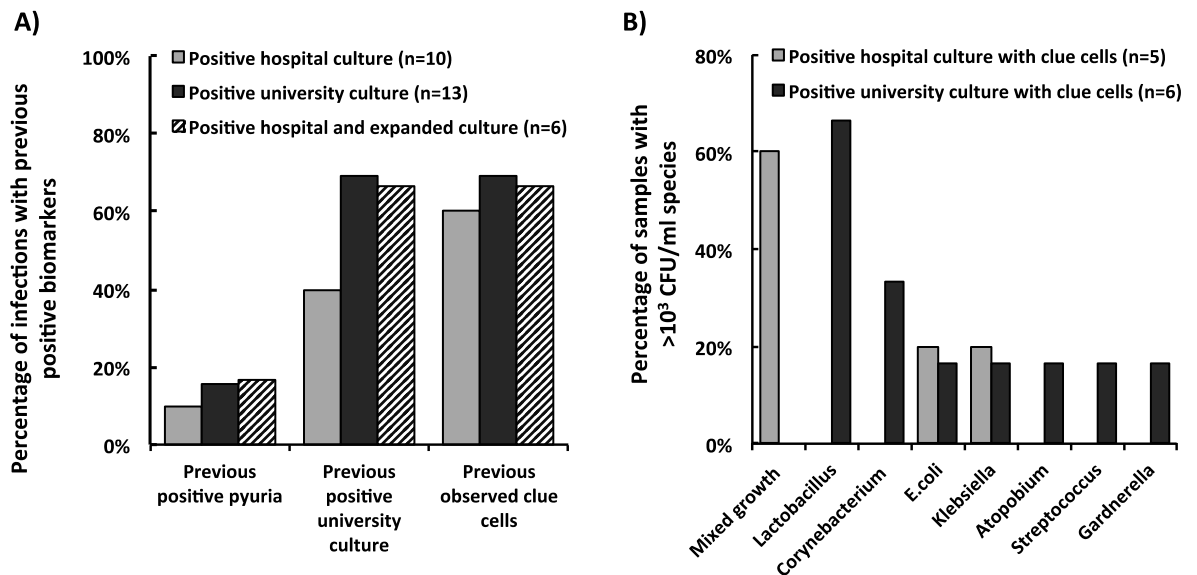 A)
Percentage of infections with previous
positive biomarkers
100%
80%
60%
40%
20%
0%
Positive hospital culture (n=10)
Positive university culture (n=13)
Positive hospital and expanded culture (n=6)
Previous
positive pyuria
Previous
positive
university
culture
Previous
observed clue
cells
B)
Percentage of samples with
>10³ CFU/ml species
80%
60%
40%
20%
0%
Positive hospital culture with clue cells (n=5)
Positive university culture with clue cells (n=6)
Mixed growth
Lactobacillus
Corynebacterium
E.coli
Klebsiella
Atopobium
Streptococcus
Gardnerella